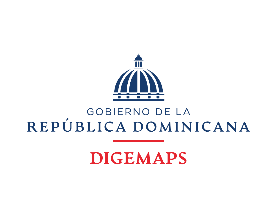 GOBIERNO DE LA
REPÚBLICA DOMINICANA
DIGEMAPS